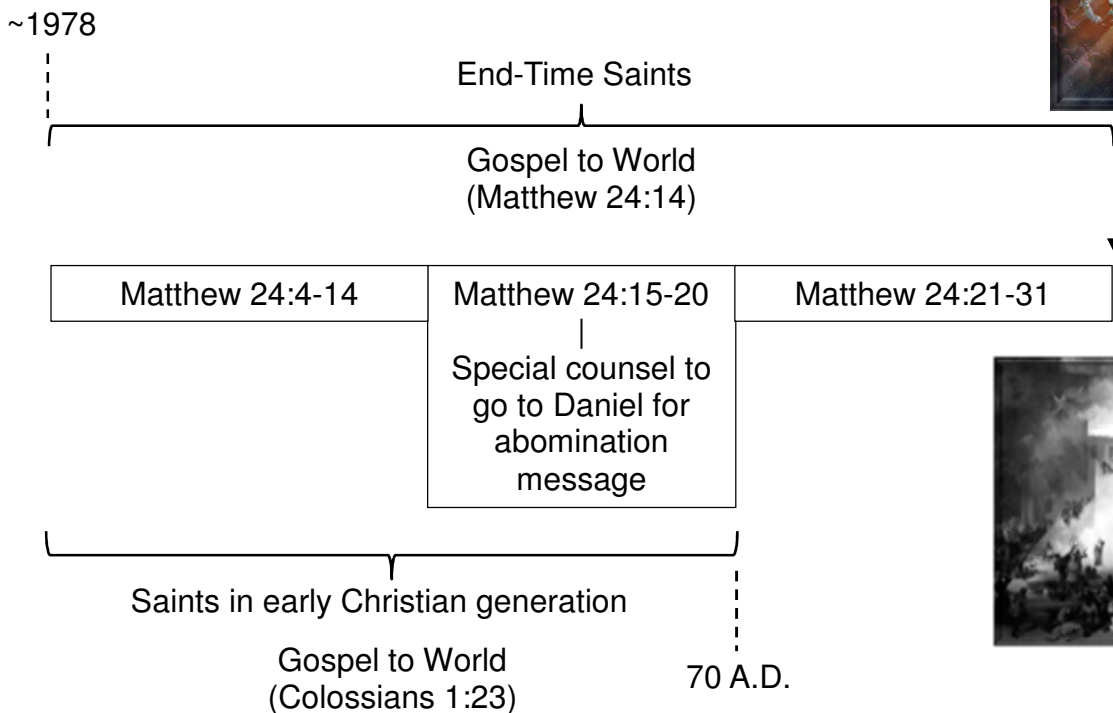 ~1978
End-Time Saints
Gospel to World
(Matthew 24:14)
Matthew 24:4-14
Matthew 24:15-20
Matthew 24:21-31
Special counsel to
go to Daniel for
abomination
message
Saints in early Christian generation
Gospel to World
(Colossians 1:23)
70 A.D.